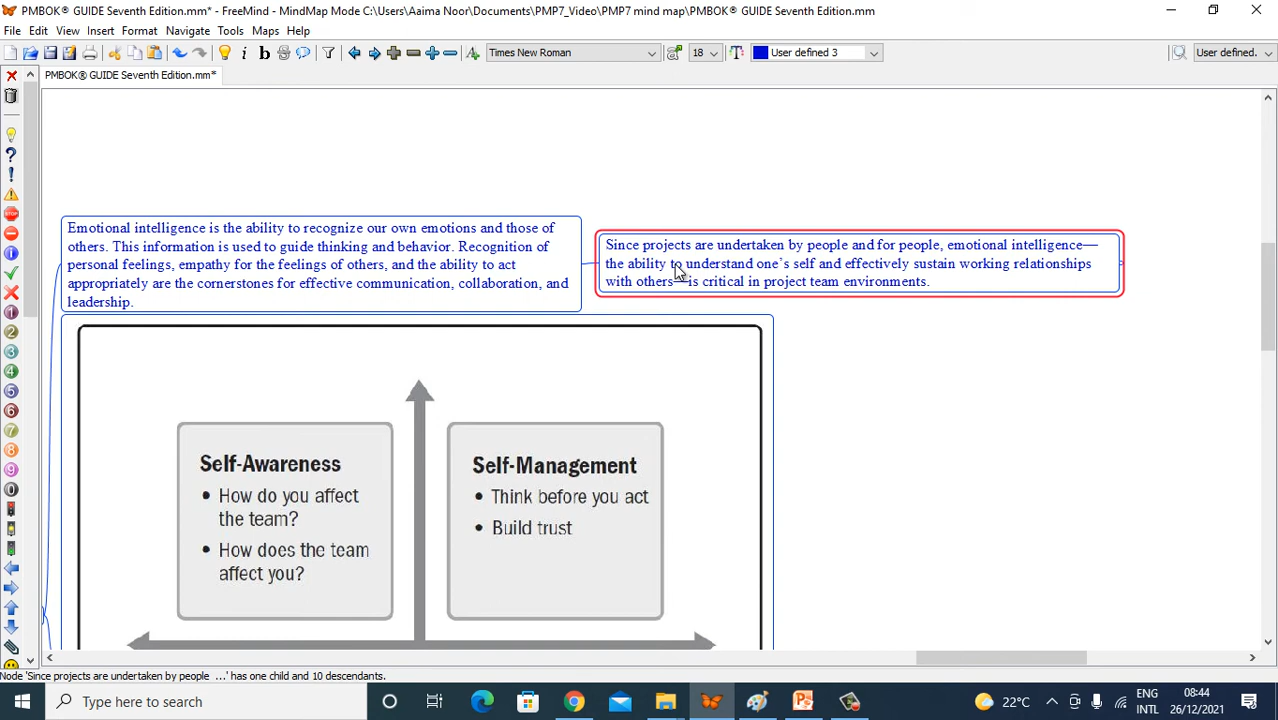 PMBOK® GUIDE Seventh Edition.mm* - FreeMind - MindMap Mode C:\Users\Aaima Noor\Documents\PMP7_Video\PMP7 mind map\PMBOK® GUIDE Seventh Edition.mm
File Edit View Insert Format Navigate Tools Maps Help
Times New Roman 18 User defined 3 User defined.
PMBOK® GUIDE Seventh Edition.mm*
Emotional intelligence is the ability to recognize our own emotions and those of
others. This information is used to guide thinking and behavior. Recognition of
personal feelings, empathy for the feelings of others, and the ability to act
appropriately are the cornerstones for effective communication, collaboration, and
leadership.
Since projects are undertaken by people and for people, emotional intelligence—
the ability to understand one's self and effectively sustain working relationships
with others—is critical in project team environments.
Self-Awareness
• How do you affect
the team?
• How does the team
affect you?
Self-Management
• Think before you act
• Build trust
Node 'Since projects are undertaken by people ...' has one child and 10 descendants.
Type here to search
22°C
ENG
INTL
08:44
26/12/2021